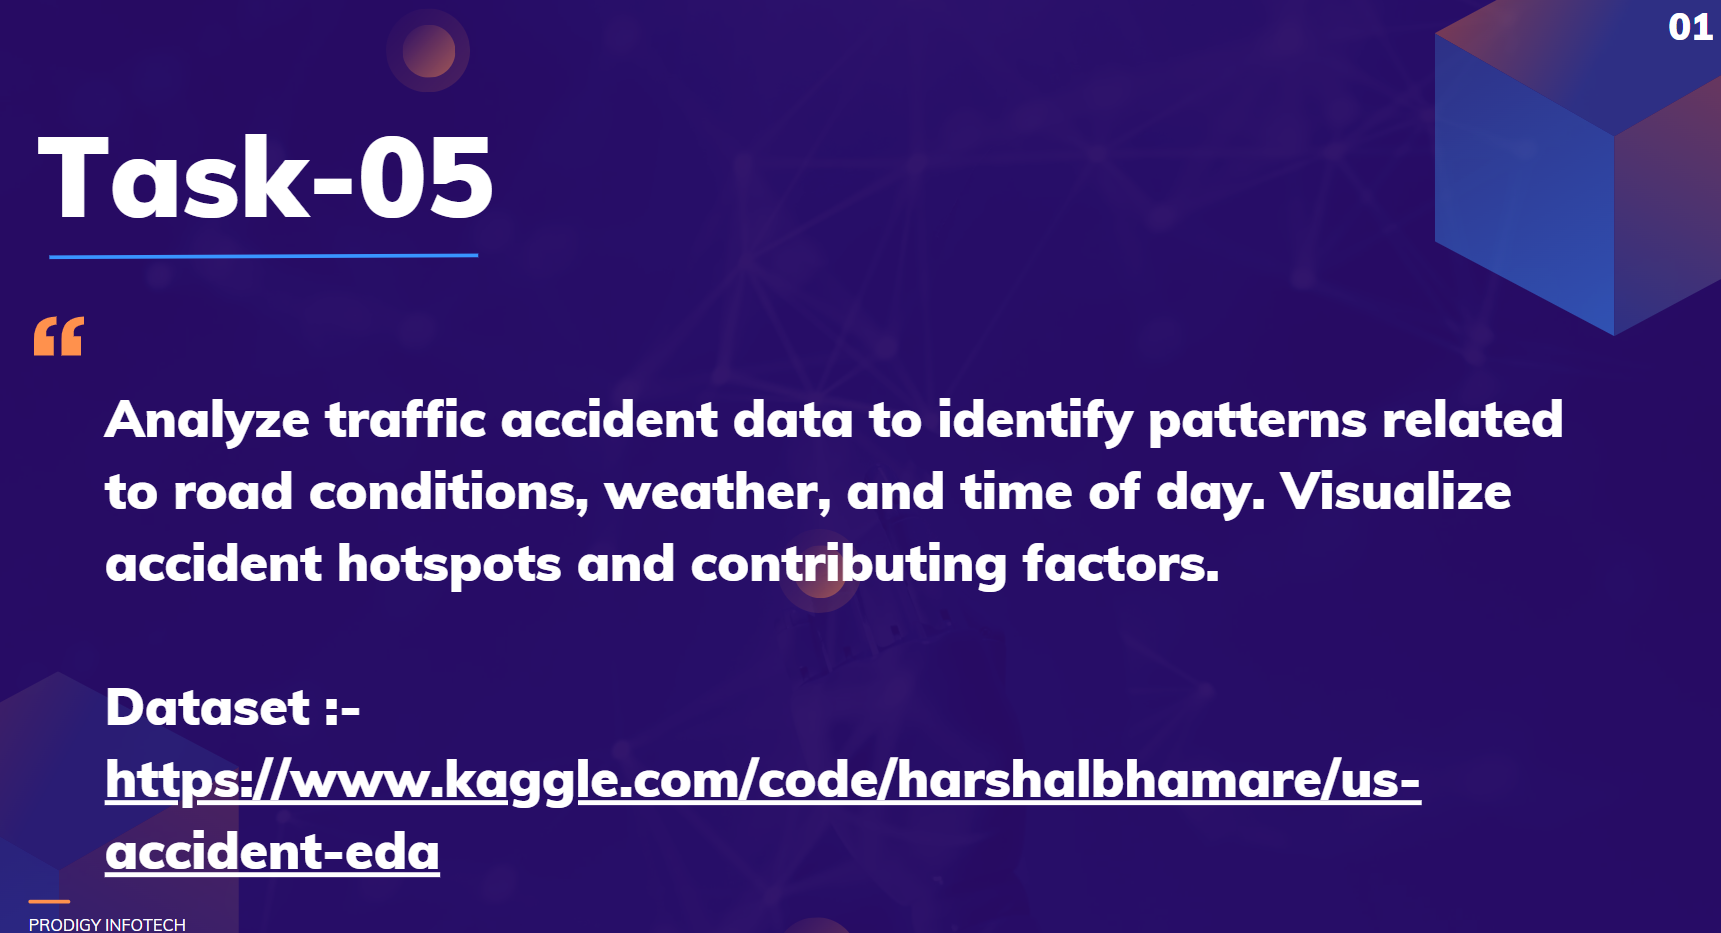 01
Task-05
“
Analyze traffic accident data to identify patterns related
to road conditions, weather, and time of day. Visualize
accident hotspots and contributing factors.
Dataset :-
https://www.kaggle.com/code/harshalbhamare/us-
accident-eda
PRODIGY INFOTECH